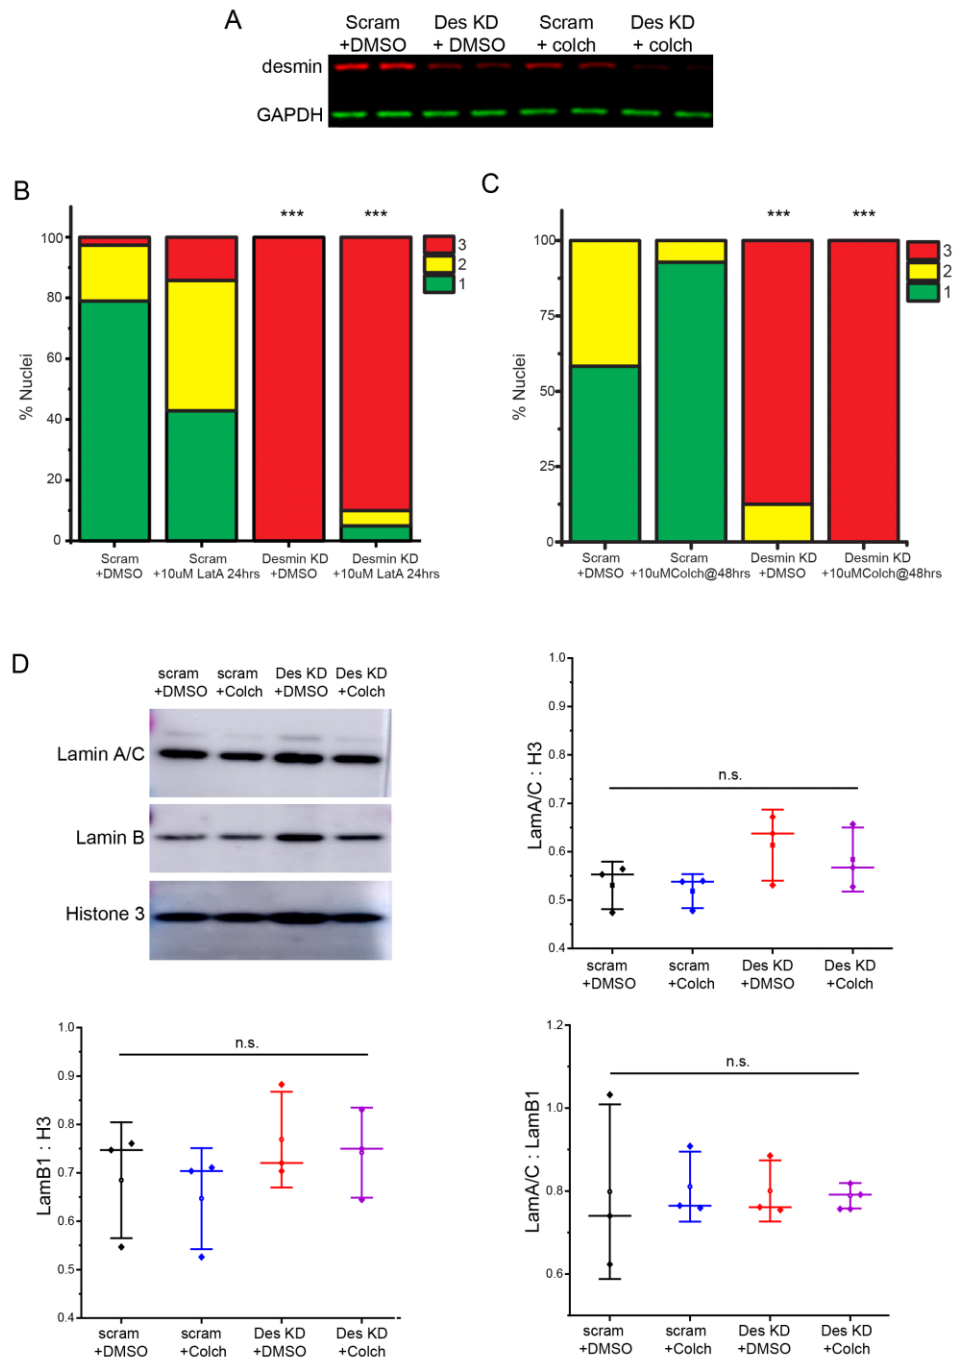 A
Scram Des KD Scram Des KD
+DMSO + DMSO + colch + colch
desmin
GAPDH
B
***
***
100
80
60
40
20
0
% Nuclei
3
2
1
Scram
+DMSO
Scram
+10uM LatA 24hrs
Desmin KD
+DMSO
Desmin KD
+10uM LatA 24hrs
C
***
***
100
75
50
25
0
% Nuclei
3
2
1
Scram
+DMSO
Scram
+10uMColch@48hrs
Desmin KD
+DMSO
Desmin KD
+10uMColch@48hrs
D
scram scram Des KD Des KD
+DMSO +Colch +DMSO +Colch
Lamin A/C
Lamin B
Histone 3
1.0
0.9
0.8
0.7
0.6
0.5
0.4
LamA/C : H3
n.s.
scram scram Des KD Des KD
+DMSO +Colch +DMSO +Colch
1.0
0.9
0.8
0.7
0.6
0.5
0.4
LamB1 : H3
n.s.
scram scram Des KD Des KD
+DMSO +Colch +DMSO +Colch
1.2
1.0
0.8
0.6
LamA/C : LamB1
n.s.
scram scram Des KD Des KD
+DMSO +Colch +DMSO +Colch